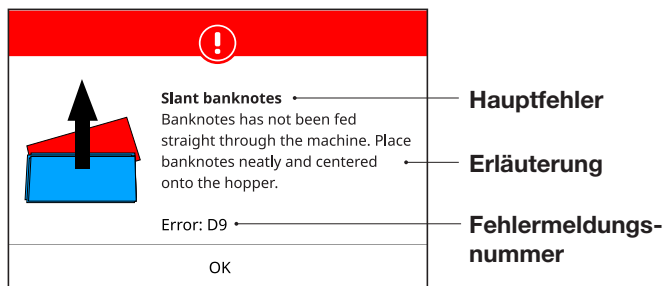 Slant banknotes
Banknotes has not been fed
straight through the machine. Place
banknotes neatly and centered
onto the hopper.
Error: D9
OK
Hauptfehler
Erläuterung
Fehlermeldungs-
nummer